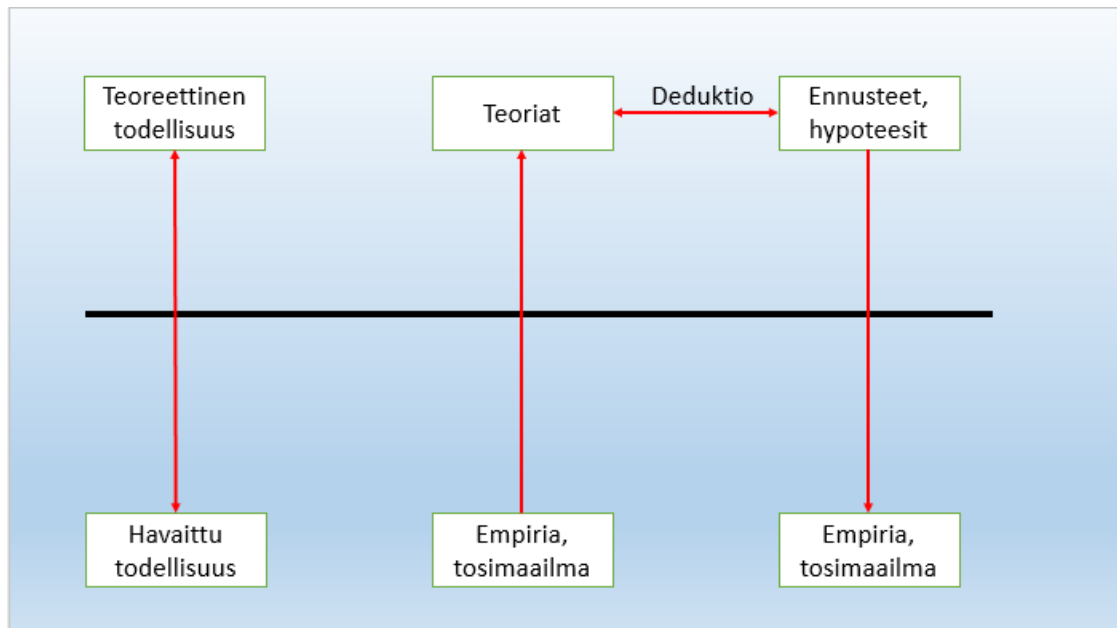 Teoreettinen
todellisuus
Teoriat
Deduktio
Ennusteet,
hypoteesit
Havaittu
todellisuus
Empiria,
tosimaailma
Empiria,
tosimaailma